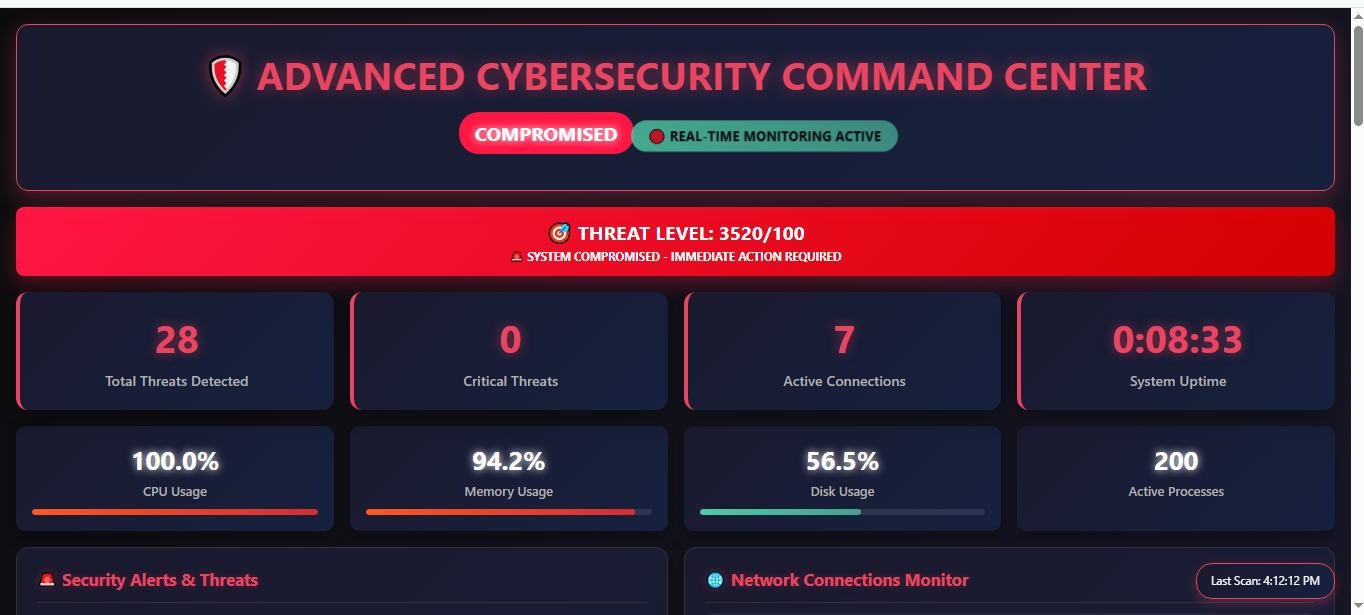 ADVANCED CYBERSECURITY COMMAND CENTER
COMPROMISED
REAL-TIME MONITORING ACTIVE
THREAT LEVEL: 3520/100
SYSTEM COMPROMISED - IMMEDIATE ACTION REQUIRED
28
Total Threats Detected
0
Critical Threats
7
Active Connections
0:08:33
System Uptime
100.0%
CPU Usage
94.2%
Memory Usage
56.5%
Disk Usage
200
Active Processes
Security Alerts & Threats
Network Connections Monitor
Last Scan: 4:12:12 PM